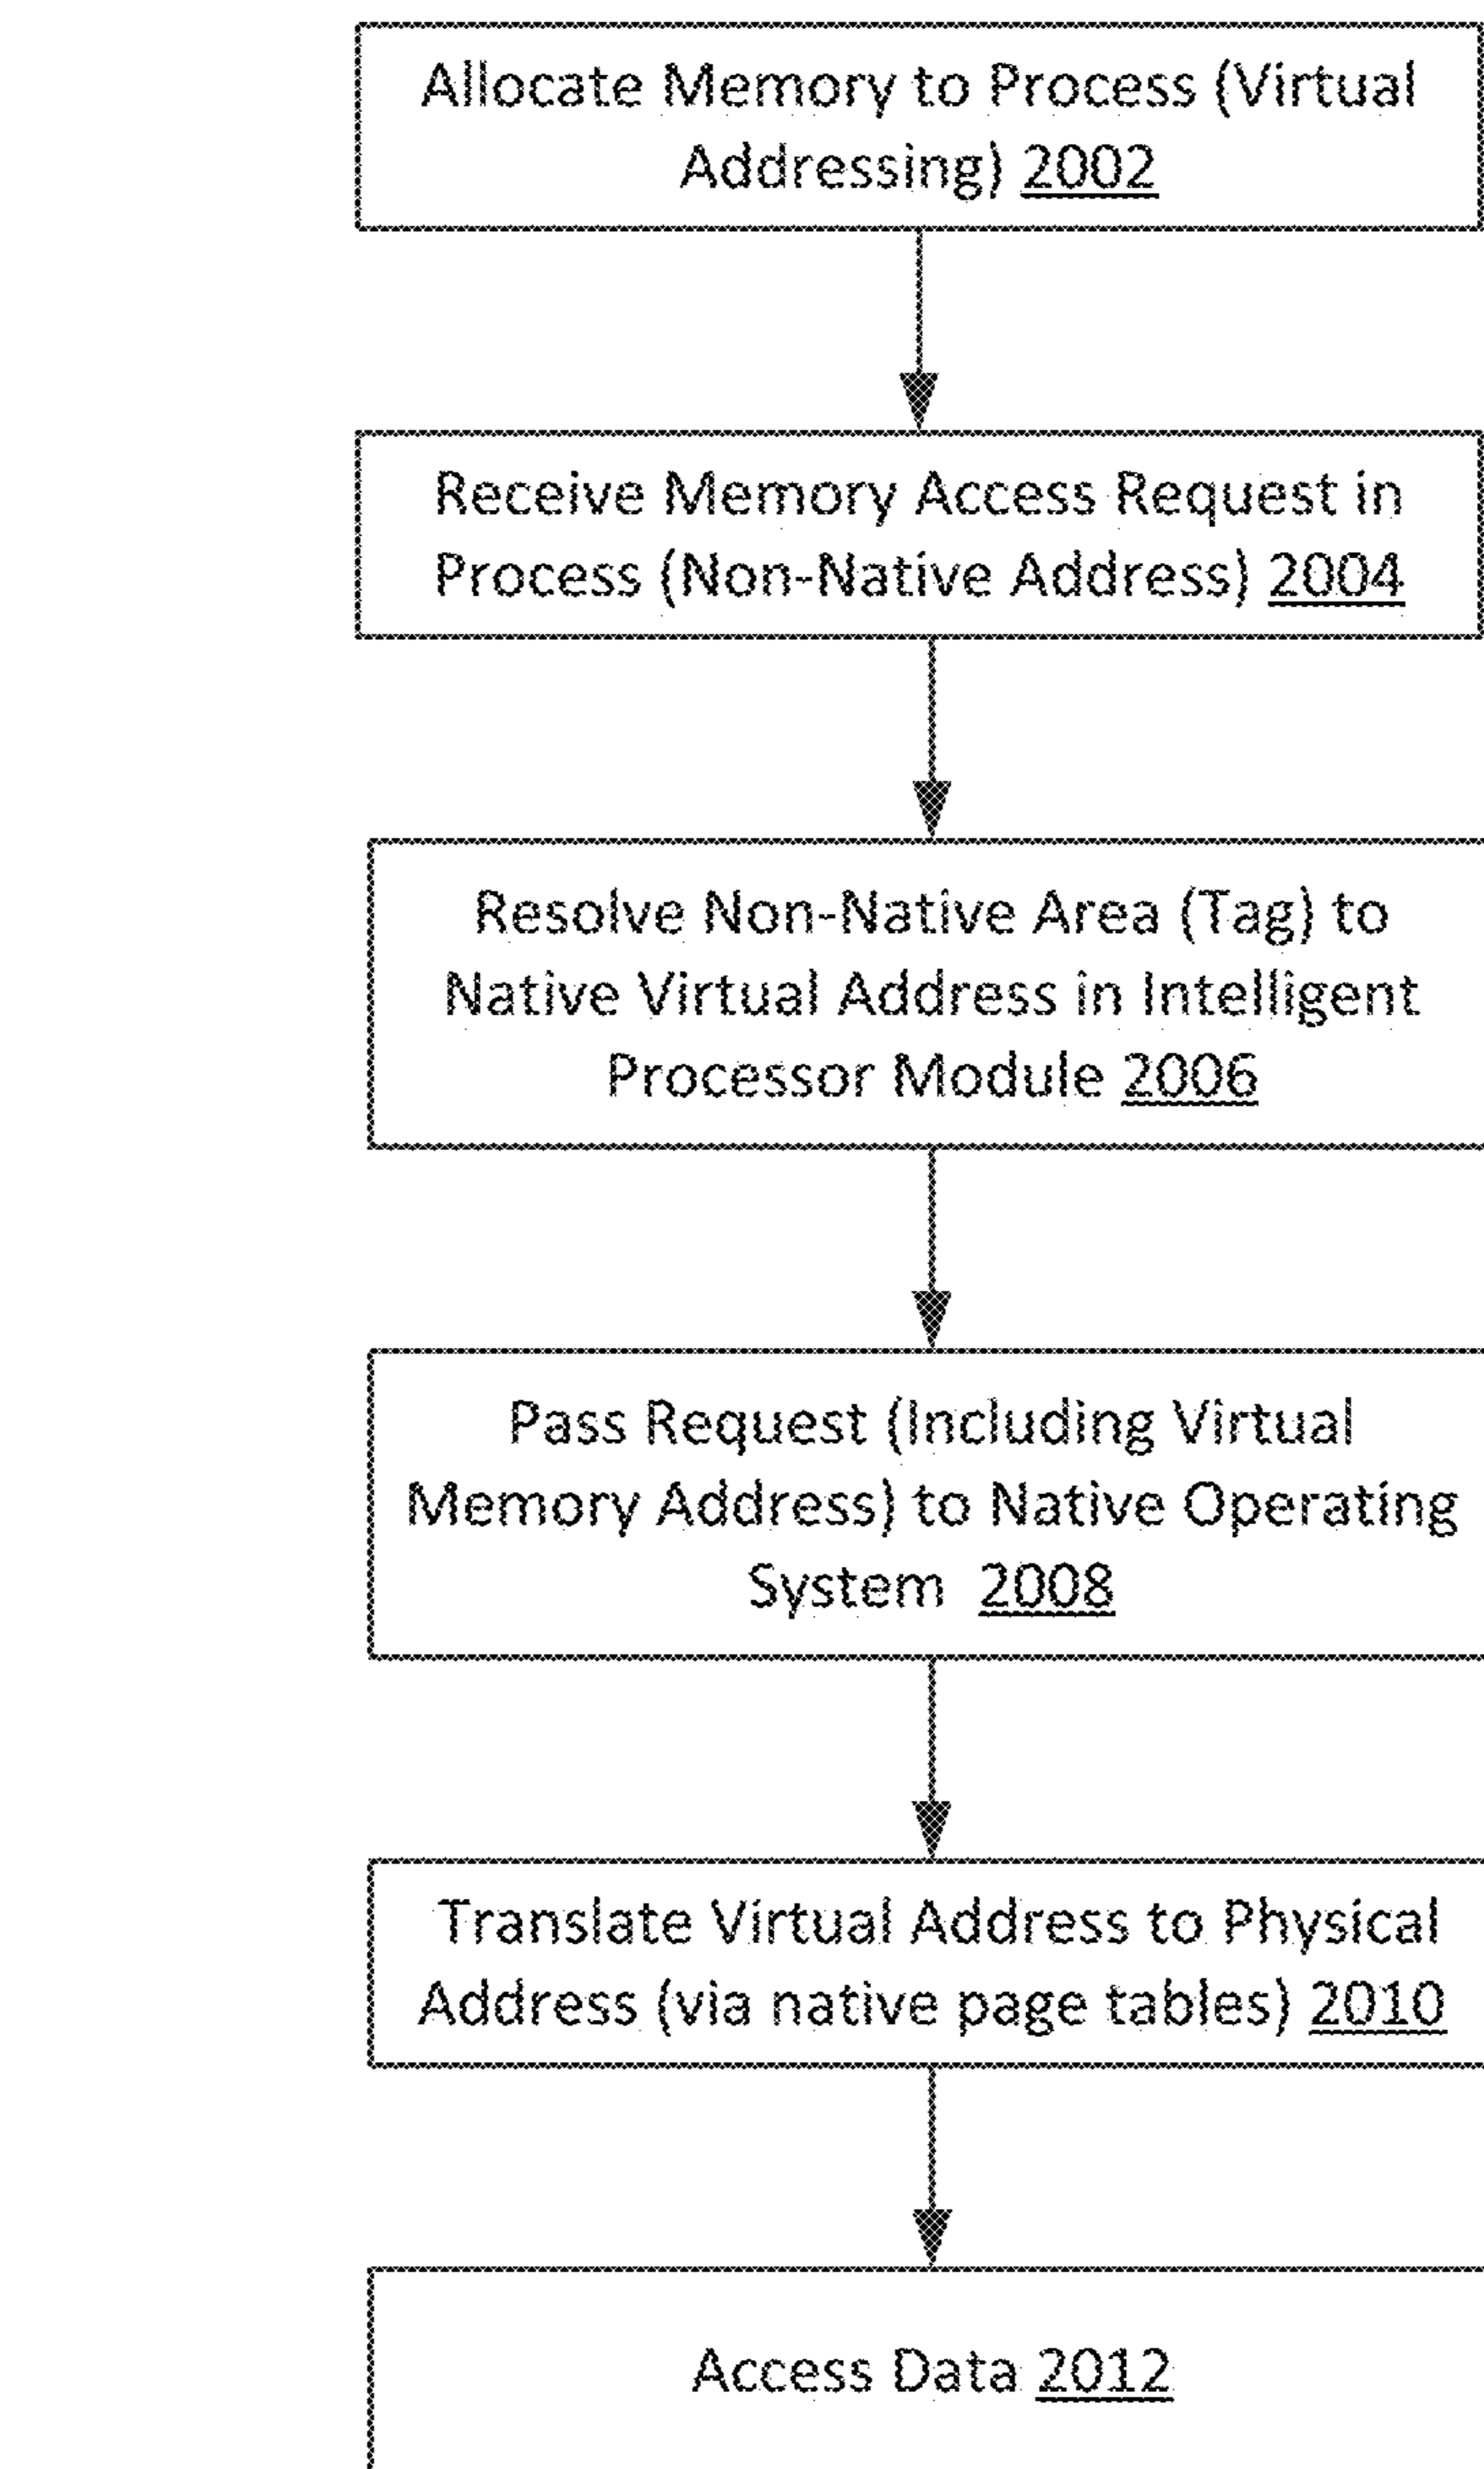 Allocate Memory to Process (Virtual
Addressing) 2002
Receive Memory Access Request in
Process (Non-Native Address) 2004
Resolve Non-Native Area (Tag) to
Native Virtual Address in Intelligent
Processor Module 2006
Pass Request (Including Virtual
Memory Address) to Native Operating
System 2008
Translate Virtual Address to Physical
Address (via native page tables) 2010
Access Data 2012